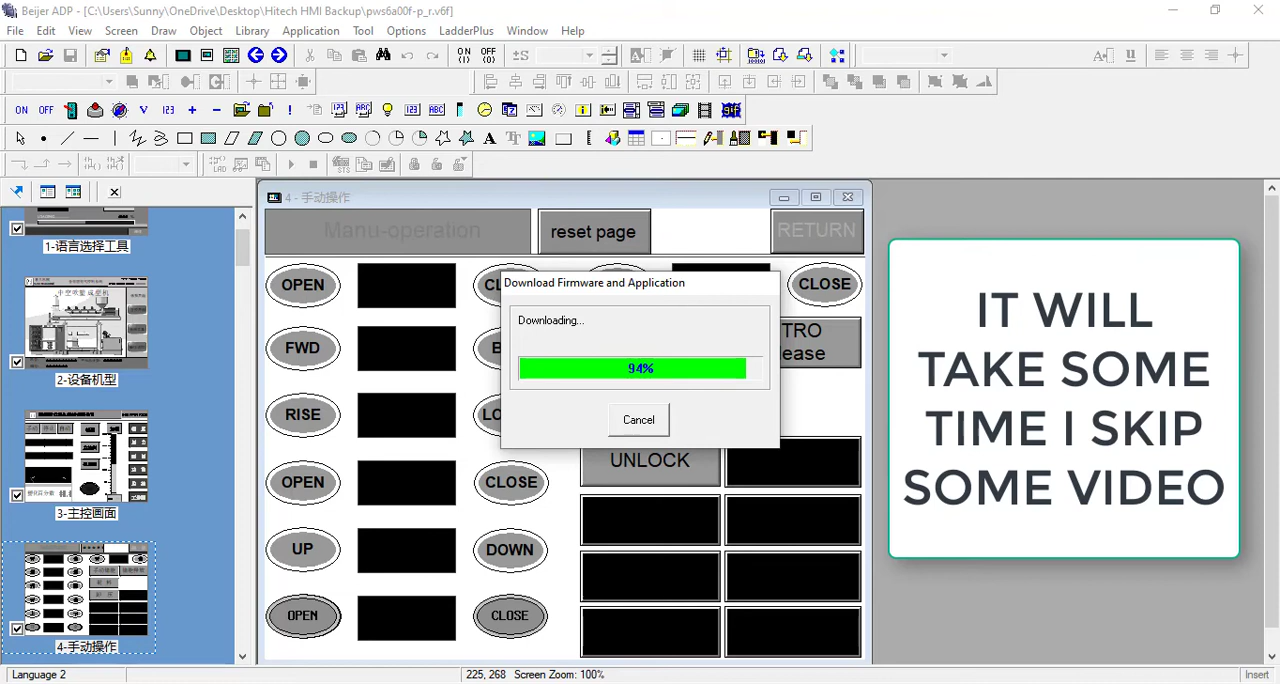 Beijer ADP - [C:\Users\Sunny\OneDrive\Desktop\Hitech HMI Backup\pws6a00f-p_r.v6f]
File Edit View Screen Draw Object Library Application Tool Options LadderPlus Window Help
ON OFF
4 - 手动操作
Manu-operation
reset page
RETURN
1-语言选择工具
2-设备机型
3-主控画面
4-手动操作
OPEN
CLOSE
FWD
RISE
OPEN
CLOSE
UP
DOWN
OPEN
CLOSE
UNLOCK
Download Firmware and Application
Downloading...
94%
Cancel
IT WILL
TAKE SOME
TIME I SKIP
SOME VIDEO
Language 2
225, 268 Screen Zoom: 100%
Insert